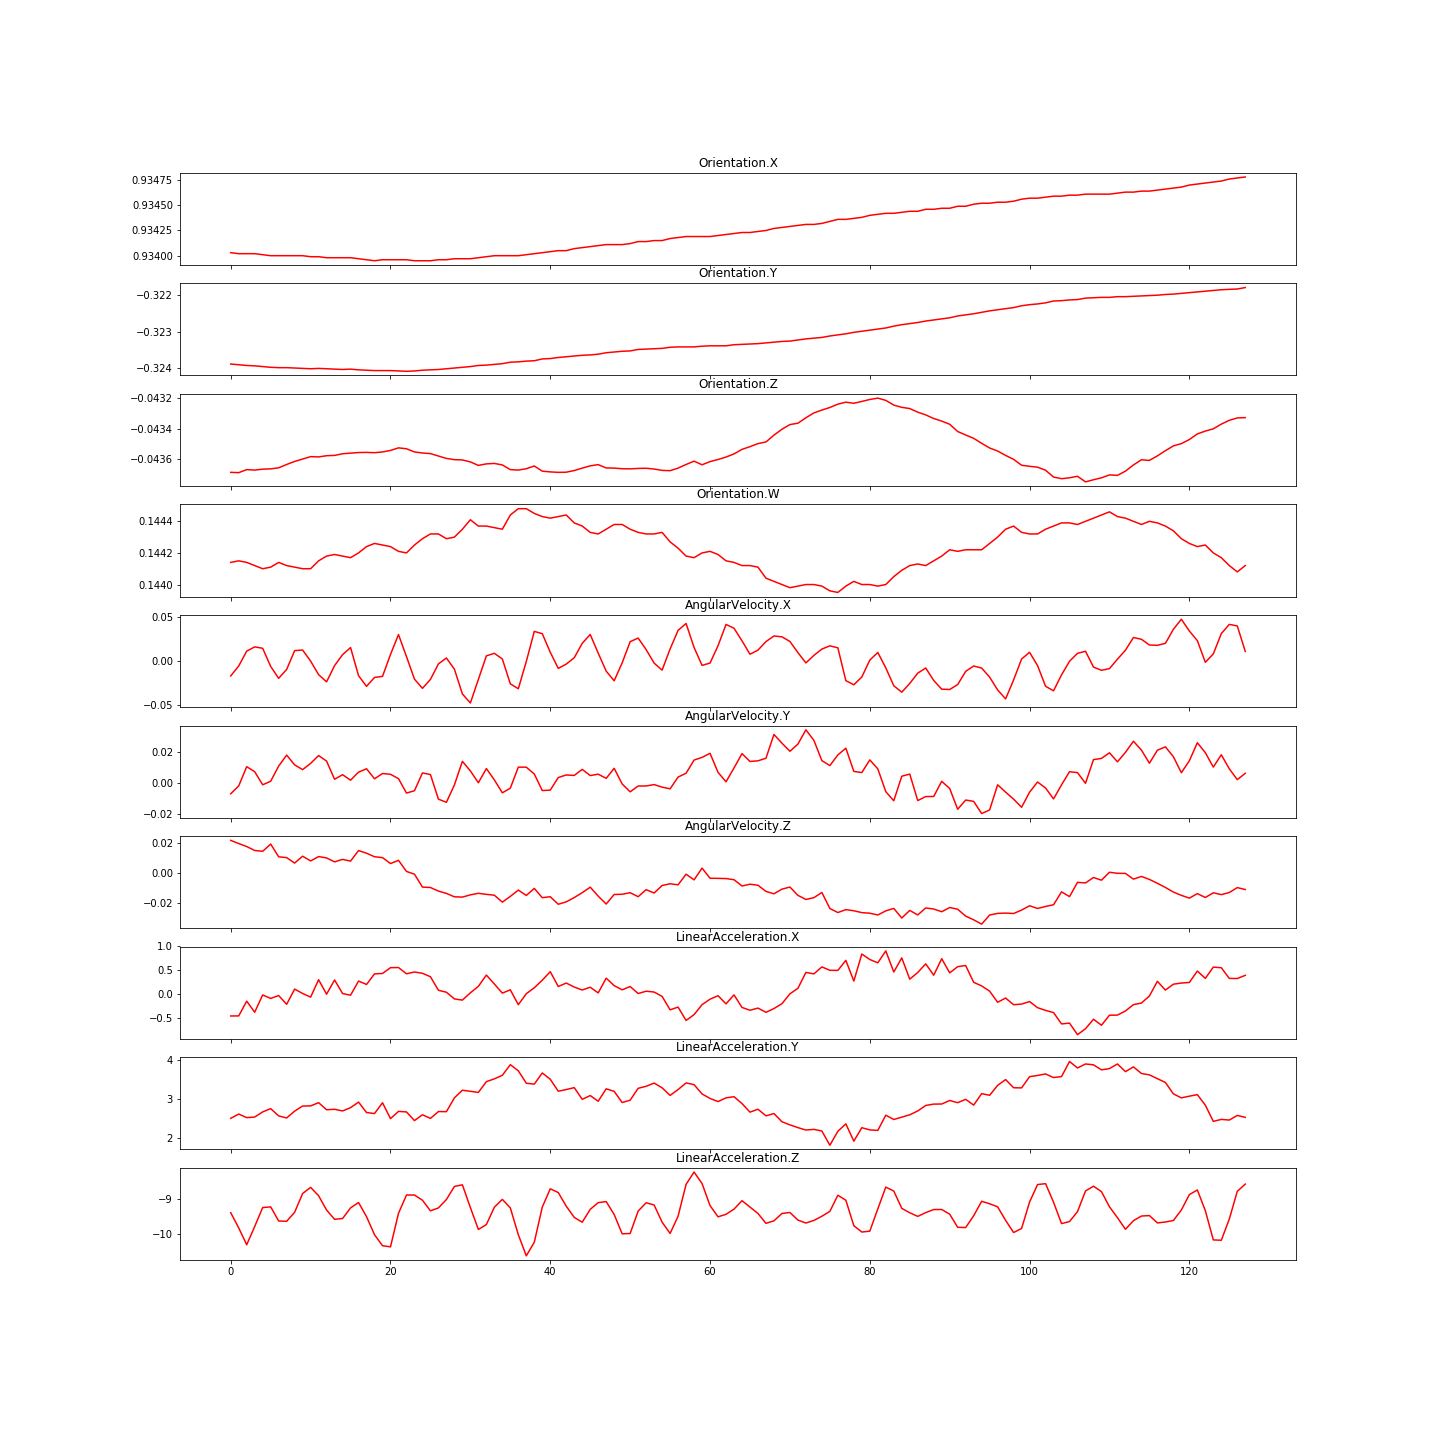 Orientation.X
0.93475
0.93450
0.93425
0.93400
Orientation.Y
−0.322
−0.323
−0.324
Orientation.Z
−0.0432
−0.0434
−0.0436
Orientation.W
0.1444
0.1442
0.1440
AngularVelocity.X
0.05
0.00
−0.05
AngularVelocity.Y
0.02
0.00
−0.02
AngularVelocity.Z
0.02
0.00
−0.02
LinearAcceleration.X
1.0
0.5
0.0
−0.5
LinearAcceleration.Y
4
3
2
LinearAcceleration.Z
−9
−10
0 20 40 60 80 100 120